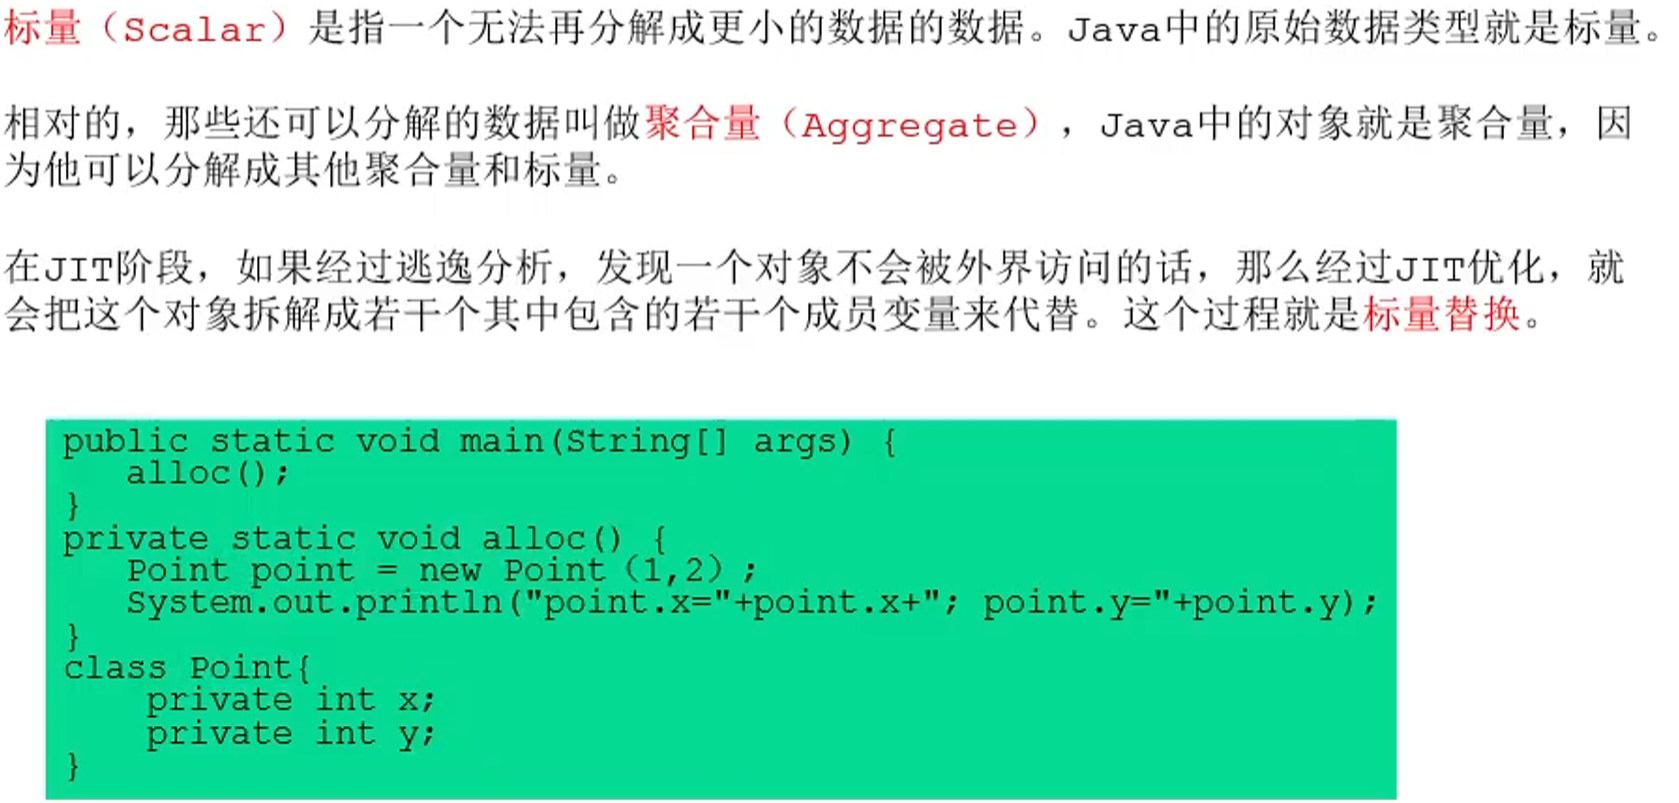 标量（Scalar）是指一个无法再分解成更小的数据的数据。Java中的原始数据类型就是标量。
相对的，那些还可以分解的数据叫做聚合量（Aggregate），Java中的对象就是聚合量，因
为他可以分解成其他聚合量和标量。
在JIT阶段，如果经过逃逸分析，发现一个对象不会被外界访问的话，那么经过JIT优化，就
会把这个对象拆解成若干个其中包含的若干个成员变量来代替。这个过程就是标量替换。
public static void main(String[] args) {
   alloc();
}
private static void alloc() {
   Point point = new Point（1,2）;
   System.out.println("point.x="+point.x+"; point.y="+point.y);
}
class Point{
    private int x;
    private int y;
}